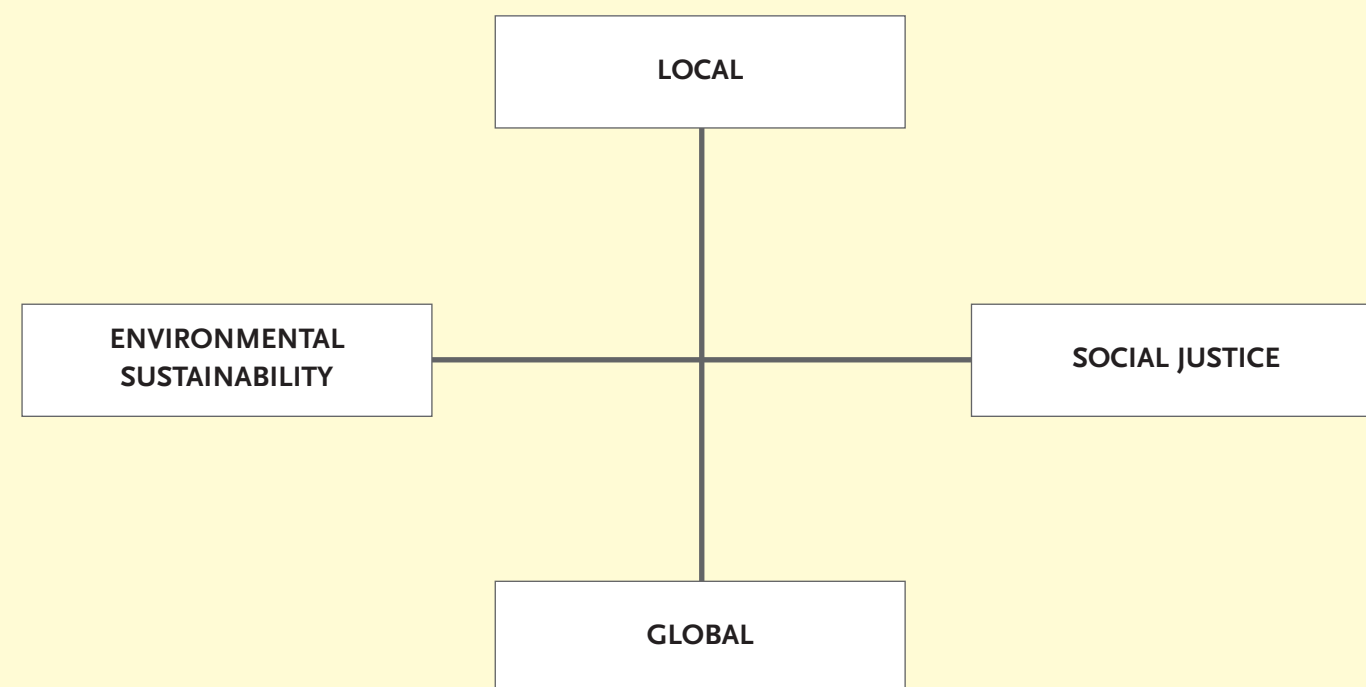 LOCAL
ENVIRONMENTAL
SUSTAINABILITY
SOCIAL JUSTICE
GLOBAL